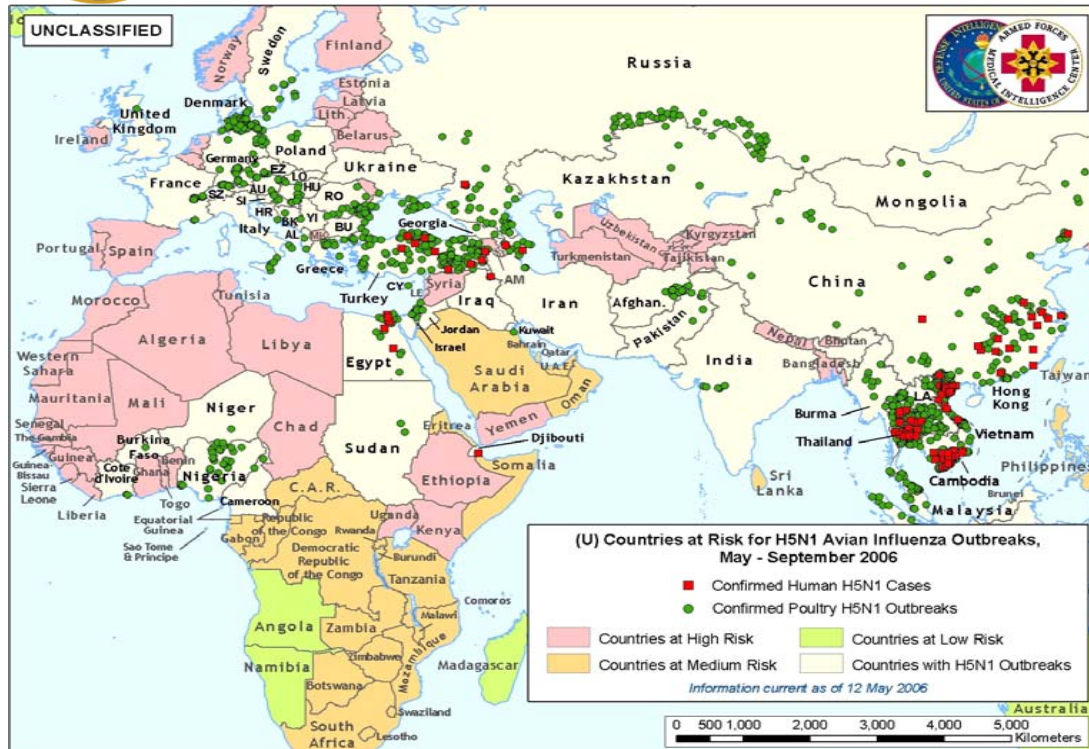 UNCLASSIFIED
ARMED FORCES
MEDICAL INTELLIGENCE CENTER
DEFENSE INTELLIGENCE
UNITED STATES OF
Norway
Swedon
Finland
Russia
Estonia
Latvia
Lith.
Belarus
Denmark
United
Kingdom
Ireland
Poland
Germany
Ukraine
EZ
LO
France
SZ
AU
HU
SI
RO
HR
BK
YI
Italy
AL
BU
Georgia
Kazakhstan
Mongolia
Uzbekistan
Kyrgyzstan
Turkmenistan
Tajikistan
Portugal
Spain
Greece
Turkey
CY
LE
Syria
AM
Iraq
Iran
Afghan.
China
Morocco
Tunisia
Algeria
Libya
Egypt
Jordan
Israel
Kuwait
Bahrain
Qatar
U.A.E.
Pakistan
Nepal
Bhutan
India
Bangladesh
Saudi
Arabia
Oman
Western
Sahara
Mauritania
Mali
Niger
Chad
Sudan
Eritrea
Yemen
Djibouti
Burma
LA
Hong
Kong
Taiwan
Thailand
Vietnam
Cambodia
Philippines
Brunei
Malaysia
Sri
Lanka
Senegal
The Gambia
Guinea-
Bissau
Guinea
Sierra
Leone
Liberia
Burkina
Faso
Cote
d'Ivoire
Ghana
Benin
Togo
Nigeria
Cameroon
Equatorial
Guinea
Sao Tome
& Principe
C.A.R.
Ethiopia
Somalia
Republic
of the Congo
Gabon
Rwanda
Uganda
Kenya
Democratic
Republic
of the Congo
Burundi
Tanzania
Comoros
Malawi
Angola
Zambia
Mozambique
Zimbabwe
Madagascar
Namibia
Botswana
Swaziland
South
Africa
Lesotho
(U) Countries at Risk for H5N1 Avian Influenza Outbreaks,
May - September 2006
Confirmed Human H5N1 Cases
Confirmed Poultry H5N1 Outbreaks
Countries at High Risk
Countries at Low Risk
Countries at Medium Risk
Countries with H5N1 Outbreaks
Information current as of 12 May 2006
Australia
0 500 1,000 2,000 3,000 4,000 5,000
Kilometers